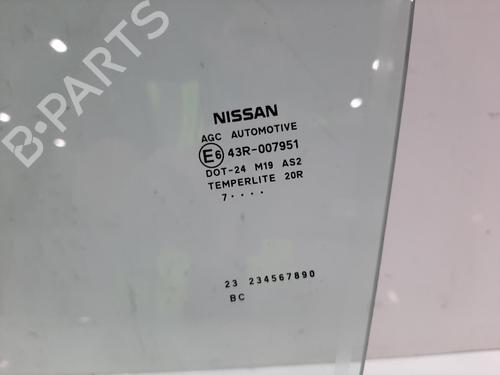 B-PARTS
NISSAN
AGC AUTOMOTIVE
E6 43R-007951
DOT-24 M19 AS2
TEMPERLITE 20R
7 · · · ·
23 234567890
BC